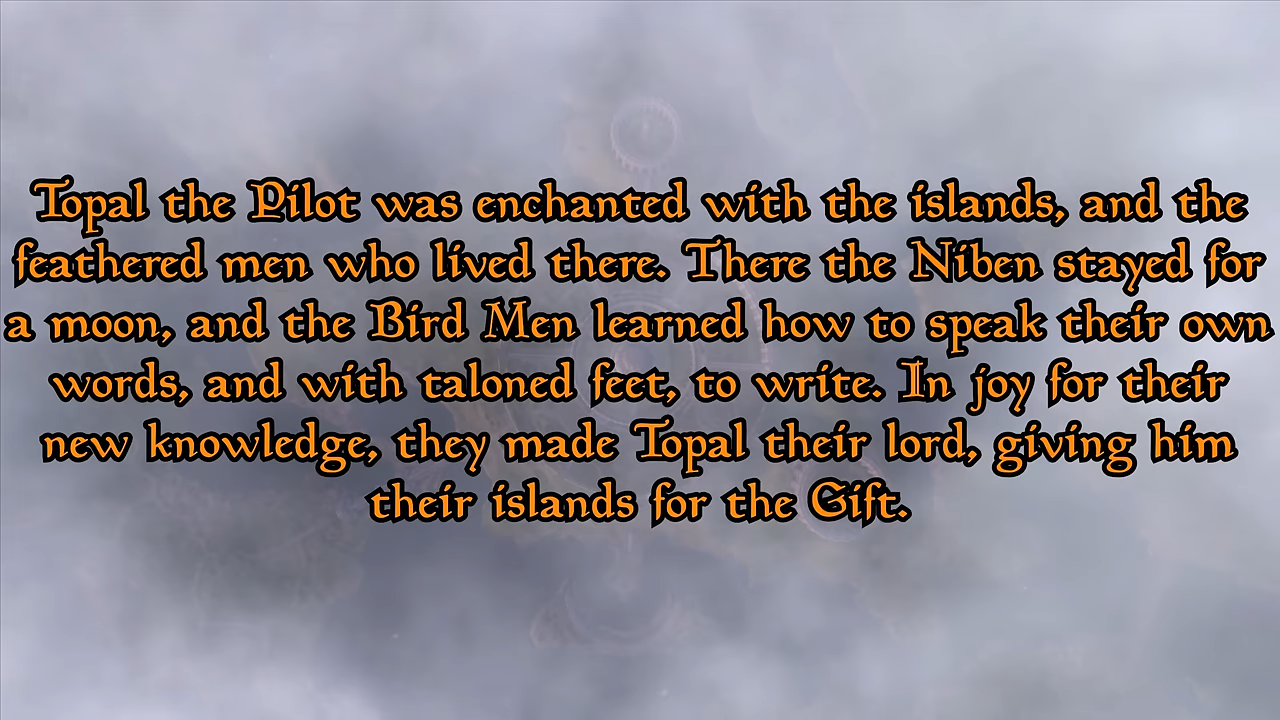 Topal the Pilot was enchanted with the islands, and the
feathered men who lived there. There the Niben stayed for
a moon, and the Bird Men learned how to speak their own
words, and with taloned feet, to write. In joy for their
new knowledge, they made Topal their lord, giving him
their islands for the Gift.